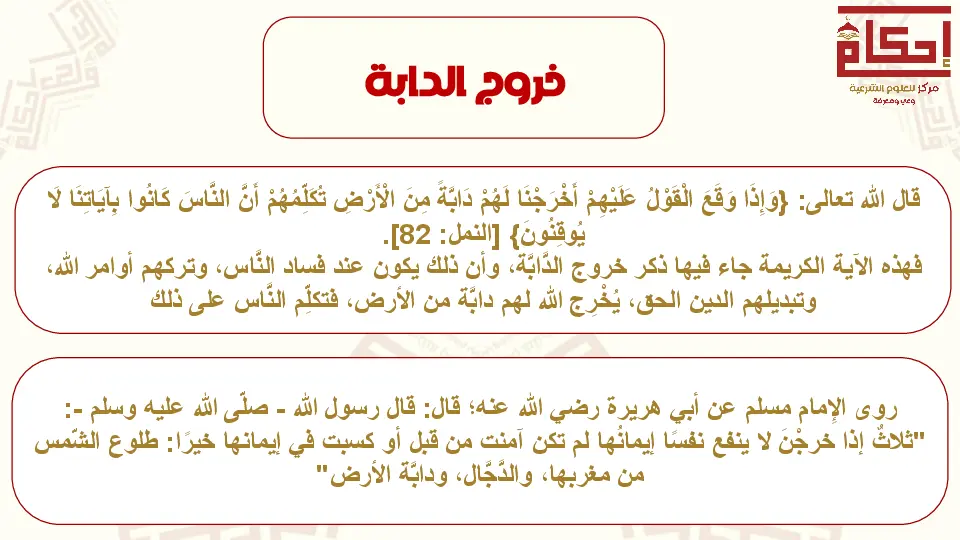 إحكام
مركز للعلوم الشرعية
وعي ومعرفة
خروج الدابة
قال الله تعالى: {وَإِذَا وَقَعَ الْقَوْلُ عَلَيْهِمْ أَخْرَجْنَا لَهُمْ دَابَّةً مِنَ الْأَرْضِ تُكَلِّمُهُمْ أَنَّ النَّاسَ كَانُوا بِآيَاتِنَا لَا
يُوقِنُونَ} [النمل: 82].
فهذه الآية الكريمة جاء فيها ذكر خروج الدَّابَّة، وأن ذلك يكون عند فساد النَّاس، وتركهم أوامر الله،
وتبديلهم الدين الحق، يُخْرِج الله لهم دابَّة من الأرض، فتكلِّم النَّاس على ذلك
روى الإمام مسلم عن أبي هريرة رضي الله عنه؛ قال: قال رسول الله - صلّى الله عليه وسلم -:
"ثلاثٌ إذا خرجْنَ لا ينفع نفسًا إيمانُها لم تكن آمنت من قبل أو كسبت في إيمانها خيرًا: طلوع الشّمس
من مغربها، والدَّجَّال، ودابَّة الأرض"